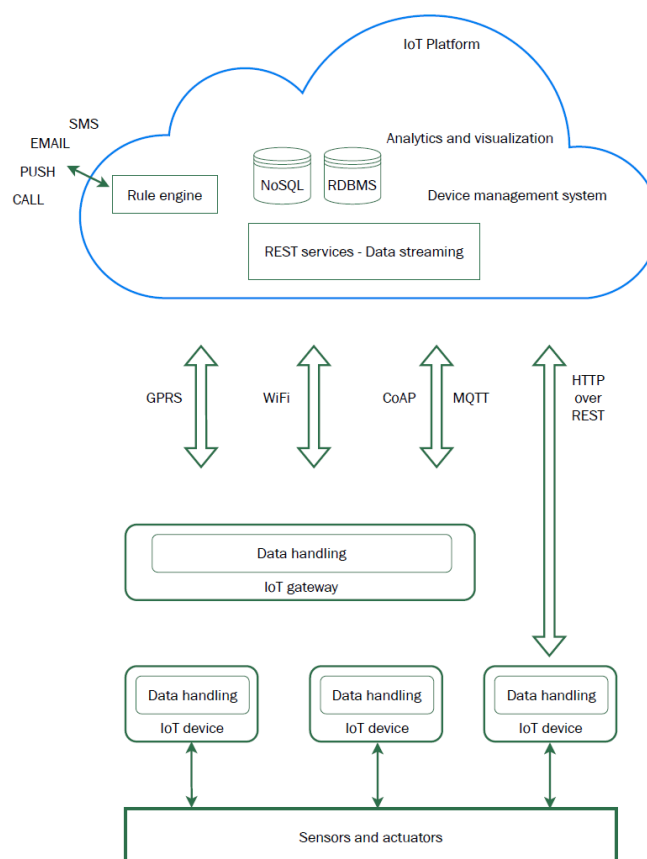 IoT Platform
SMS
EMAIL
PUSH
CALL
Analytics and visualization
NoSQL
RDBMS
Rule engine
Device management system
REST services - Data streaming
GPRS
WiFi
CoAP
MQTT
HTTP
over
REST
Data handling
IoT gateway
Data handling
IoT device
Data handling
IoT device
Data handling
IoT device
Sensors and actuators